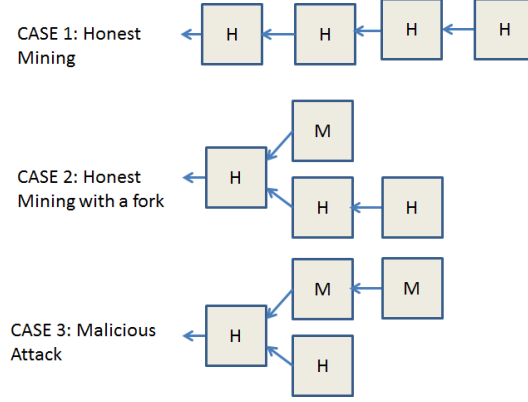 CASE 1: Honest
Mining
H H H H
M
CASE 2: Honest
Mining with a fork
H
H H
M M
CASE 3: Malicious
Attack
H
H